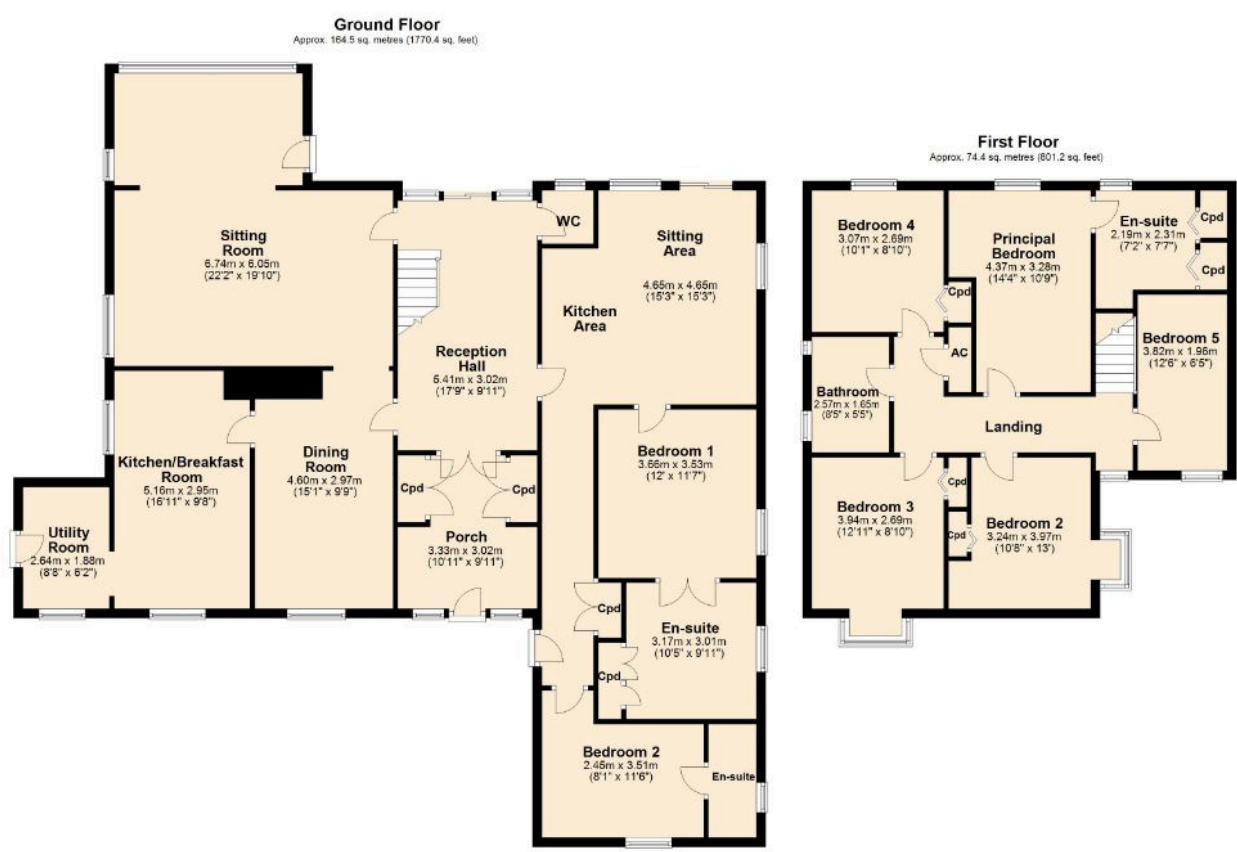 Ground Floor
Approx. 164.5 sq. metres (1770.4 sq. feet)
Sitting
Room
6.74m x 6.05m
(22'2" x 19'10")
WC
Sitting
Area
4.65m x 4.65m
(15'3" x 15'3")
Kitchen
Area
Reception
Hall
5.41m x 3.02m
(17'9" x 9'11")
Kitchen/Breakfast
Room
5.16m x 2.95m
(16'11" x 9'8")
Dining
Room
4.60m x 2.97m
(15'1" x 9'9")
Bedroom 1
3.66m x 3.53m
(12' x 11'7")
Cpd
Cpd
Utility
Room
2.64m x 1.88m
(8'8" x 6'2")
Porch
3.33m x 3.02m
(10'11" x 9'11")
Cpd
En-suite
3.17m x 3.01m
(10'5" x 9'11")
Cpd
Bedroom 2
2.45m x 3.51m
(8'1" x 11'6")
En-suite
First Floor
Approx. 74.4 sq. metres (801.2 sq. feet)
Bedroom 4
3.07m x 2.69m
(10'1" x 8'10")
Principal
Bedroom
4.37m x 3.28m
(14'4" x 10'9")
En-suite
2.19m x 2.31m
(7'2" x 7'7")
Cpd
Cpd
Cpd
AC
Bedroom 5
3.82m x 1.96m
(12'6" x 6'5")
Bathroom
2.57m x 1.65m
(8'5" x 5'5")
Landing
Bedroom 3
3.94m x 2.69m
(12'11" x 8'10")
Cpd
Cpd
Bedroom 2
3.24m x 3.97m
(10'8" x 13')